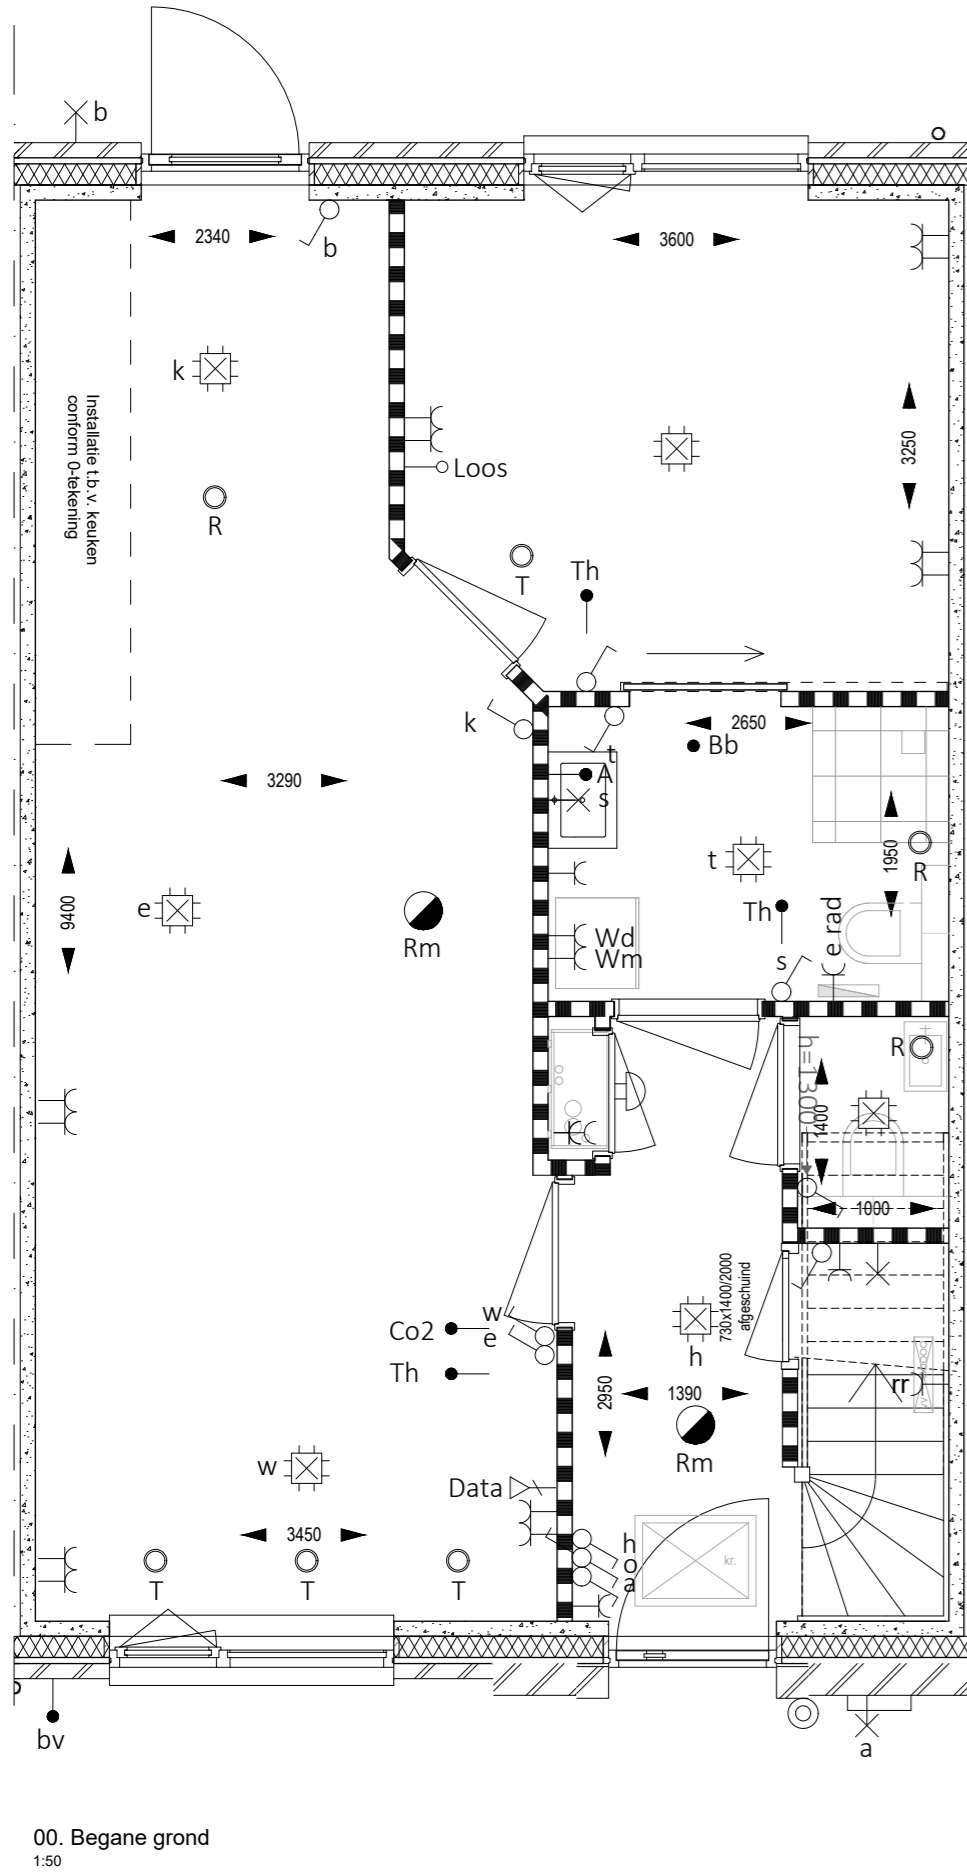 b
b
2340
3600
k
Installatie t.b.v. keuken
conform 0-tekening
3250
Loos
R
T
Th
k
t
2650
Bb
3290
A
s
1950
t
R
9400
e
Rm
Th
Wd
Wm
s
e rad
R
h=1300
1400
1000
730x1400/2000
afgeschuind
w
Co2
e
h
Th
rr
2950
1390
Rm
w
Data
3450
h
o
a
kr.
T
T
T
bv
a
00. Begane grond
1:50